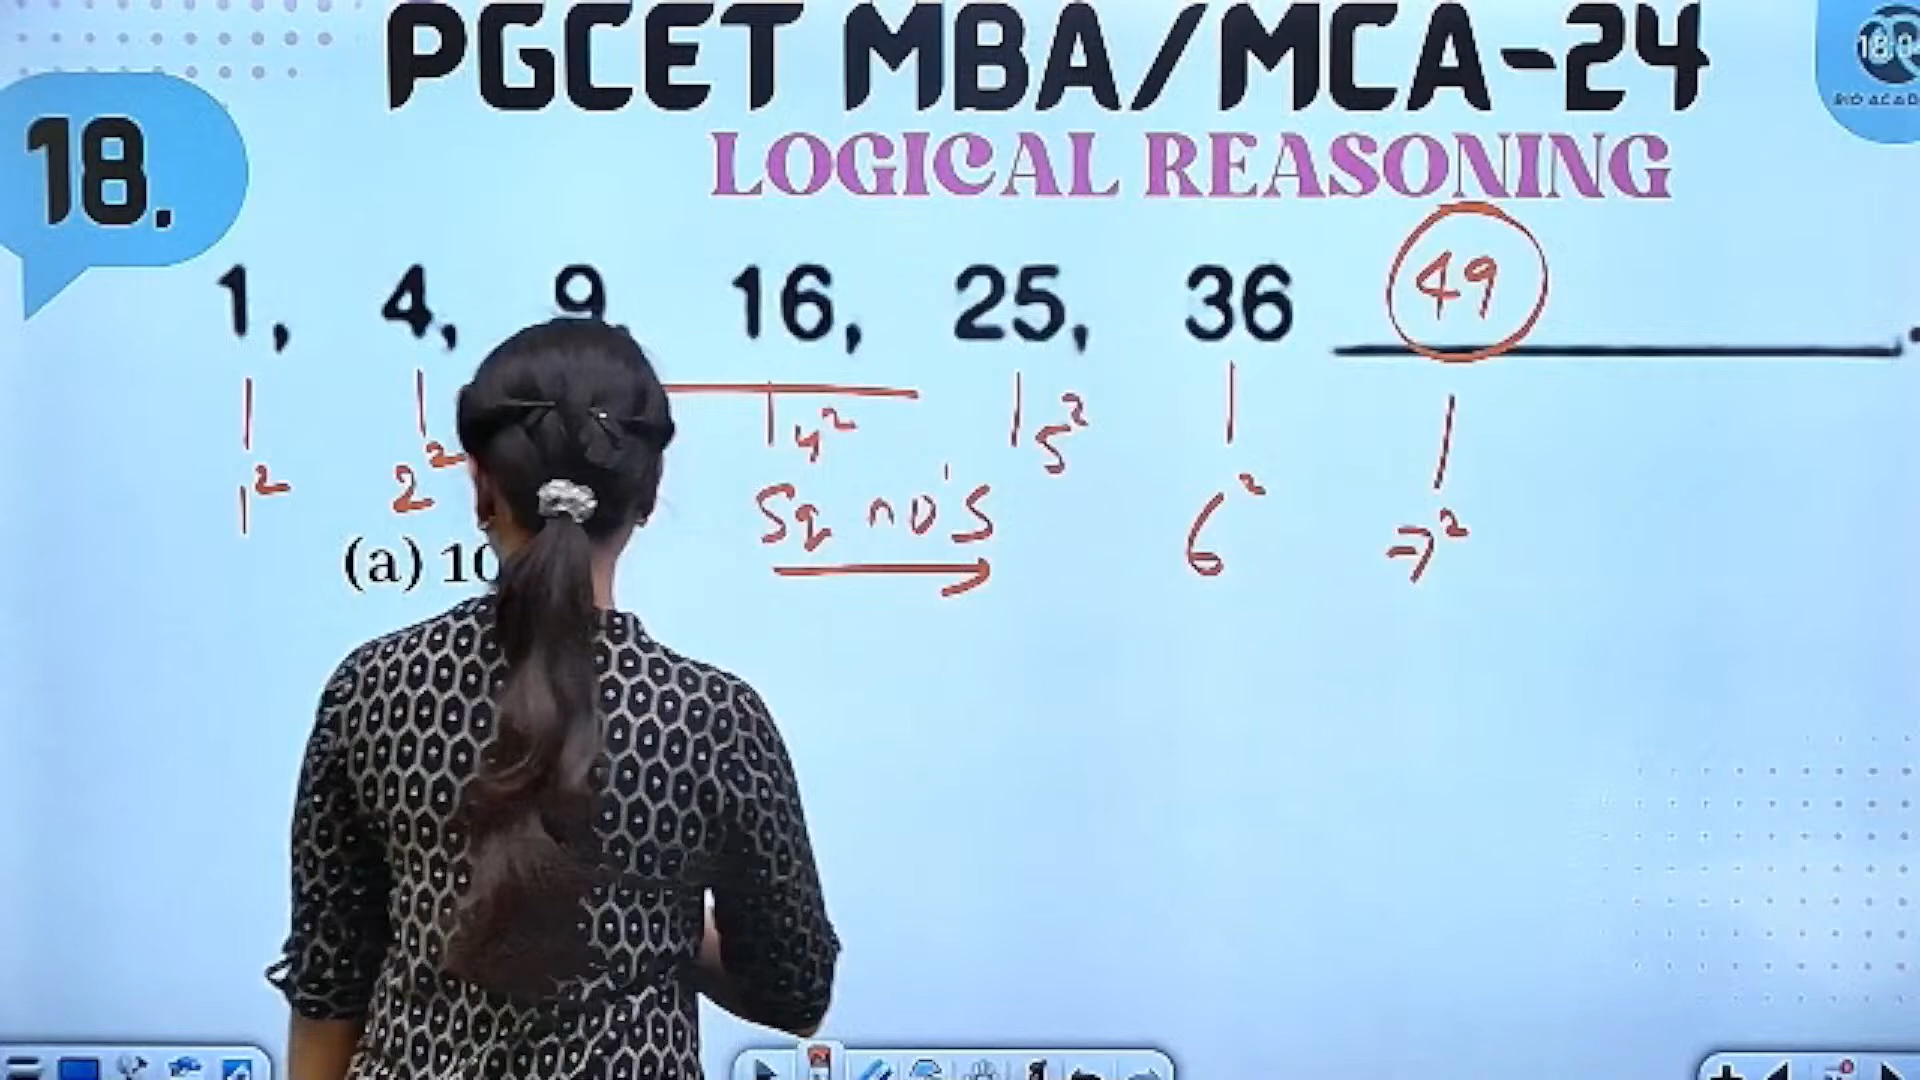 PGCET MBA/MCA-24
LOGICAL REASONING
18.
1, 4, 9 16, 25, 36 49
1² 2² 4² 5² 6² 7²
Sq no's
(a) 10